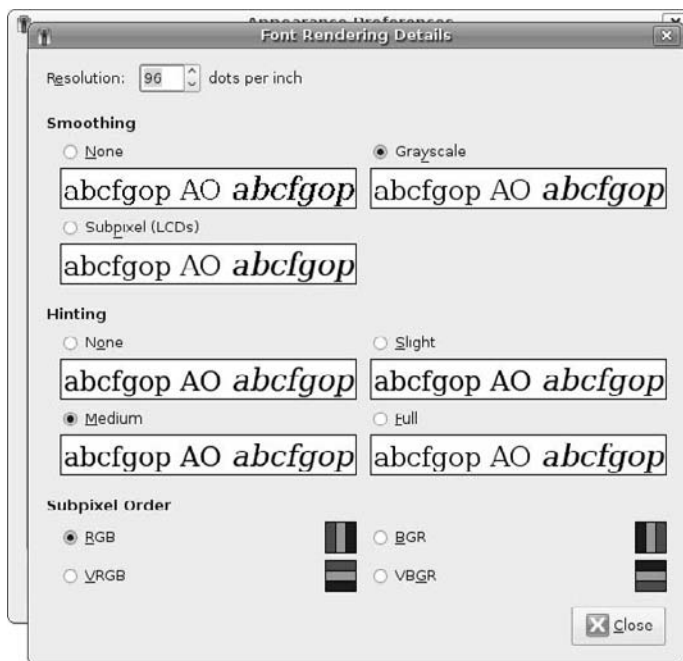 Appearance Preferences
Font Rendering Details
Resolution: 96 dots per inch
Smoothing
None
Grayscale
abcfgop AO abcfgop
abcfgop AO abcfgop
Subpixel (LCDs)
abcfgop AO abcfgop
Hinting
None
Slight
abcfgop AO abcfgop
abcfgop AO abcfgop
Medium
Full
abcfgop AO abcfgop
abcfgop AO abcfgop
Subpixel Order
RGB
BGR
VRGB
VBGR
Close